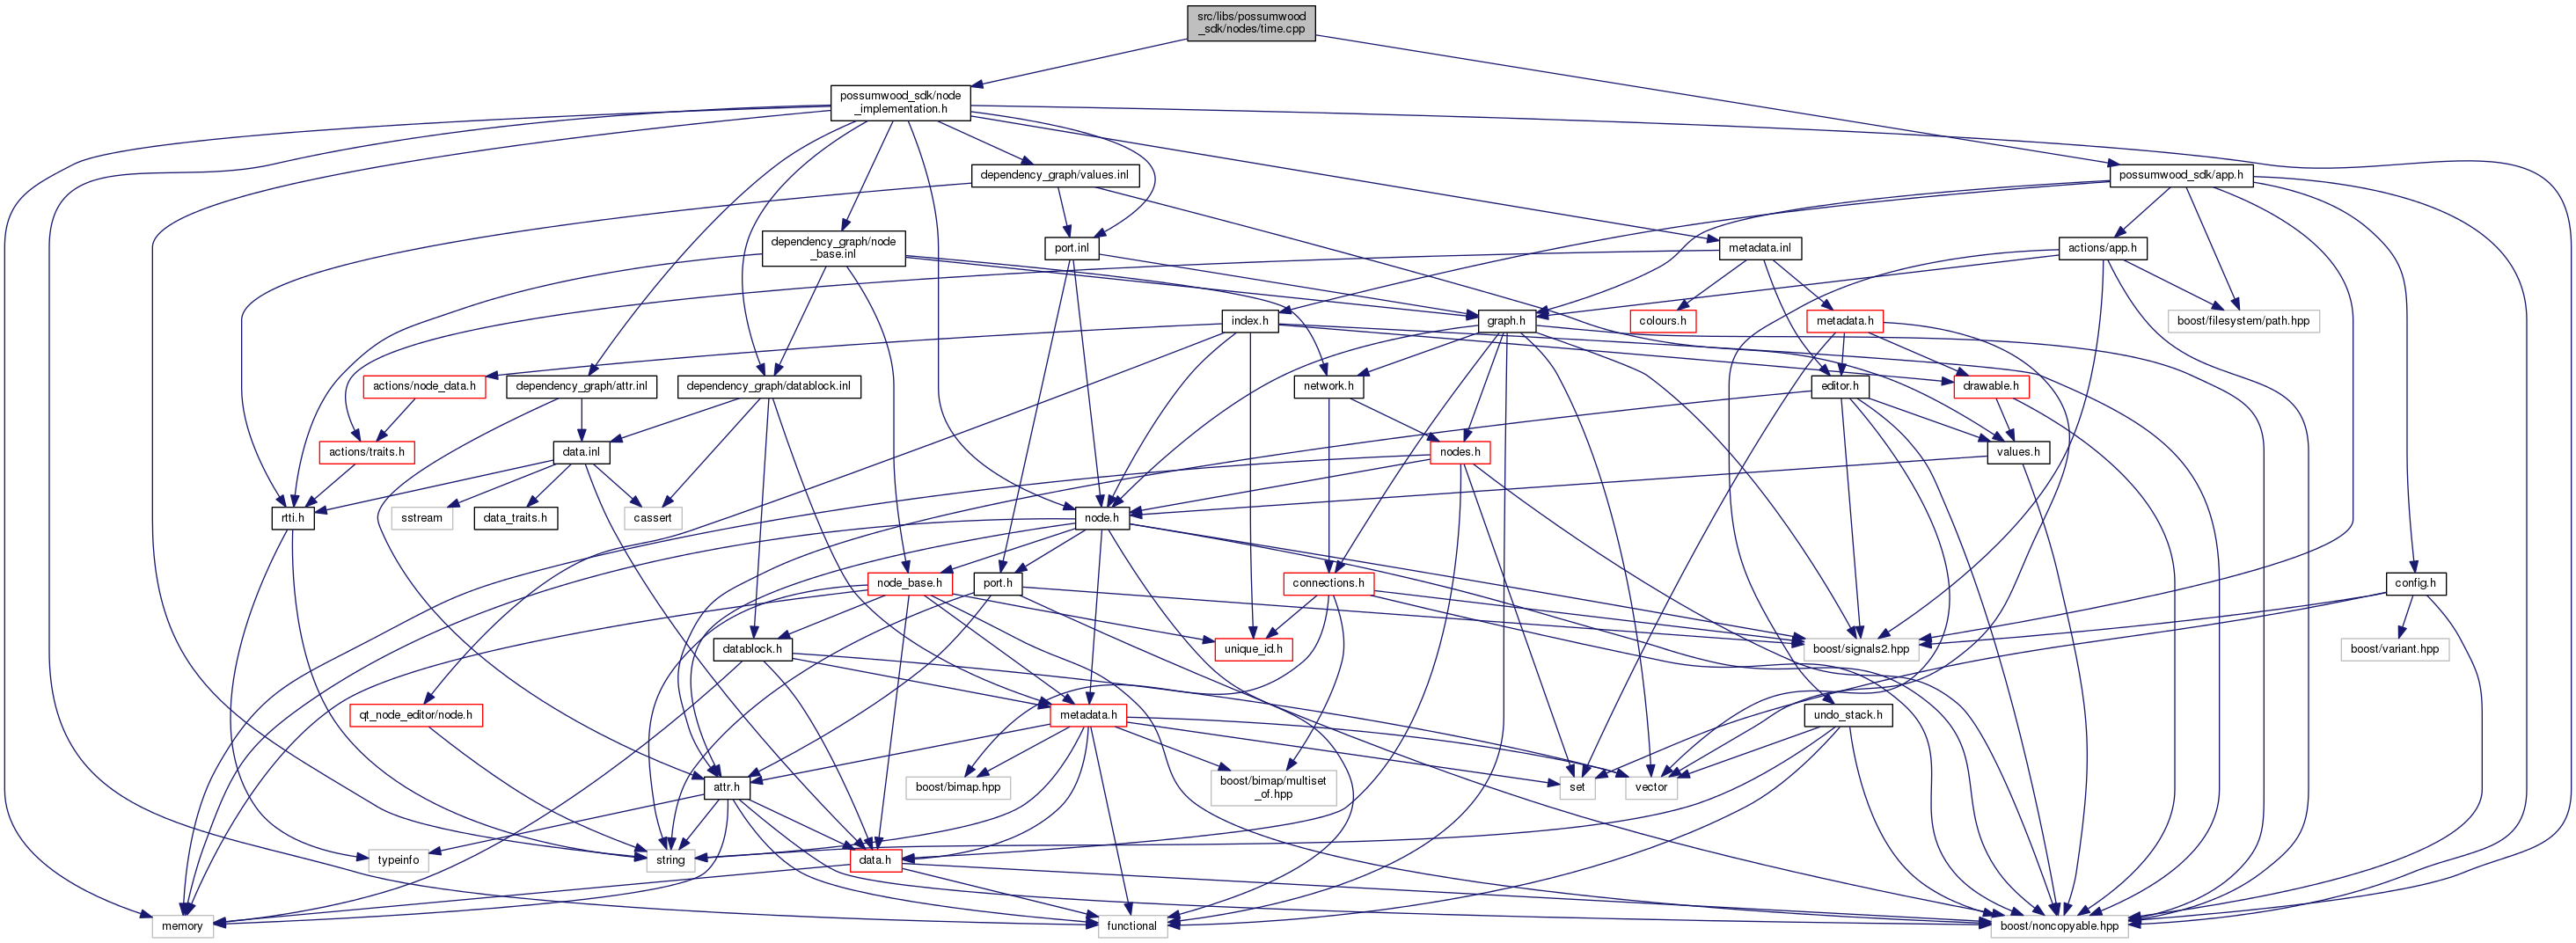 src/libs/possumwood
_sdk/nodes/time.cpp
possumwood_sdk/node
_implementation.h
dependency_graph/values.inl
possumwood_sdk/app.h
dependency_graph/node
_base.inl
port.inl
metadata.inl
actions/app.h
index.h
graph.h
colours.h
metadata.h
boost/filesystem/path.hpp
actions/node_data.h
dependency_graph/attr.inl
dependency_graph/datablock.inl
network.h
editor.h
drawable.h
actions/traits.h
data.inl
nodes.h
values.h
rtti.h
sstream
data_traits.h
cassert
node.h
node_base.h
port.h
connections.h
config.h
datablock.h
unique_id.h
boost/signals2.hpp
boost/variant.hpp
qt_node_editor/node.h
metadata.h
undo_stack.h
attr.h
boost/bimap.hpp
boost/bimap/multiset
_of.hpp
set
vector
typeinfo
string
data.h
memory
functional
boost/noncopyable.hpp